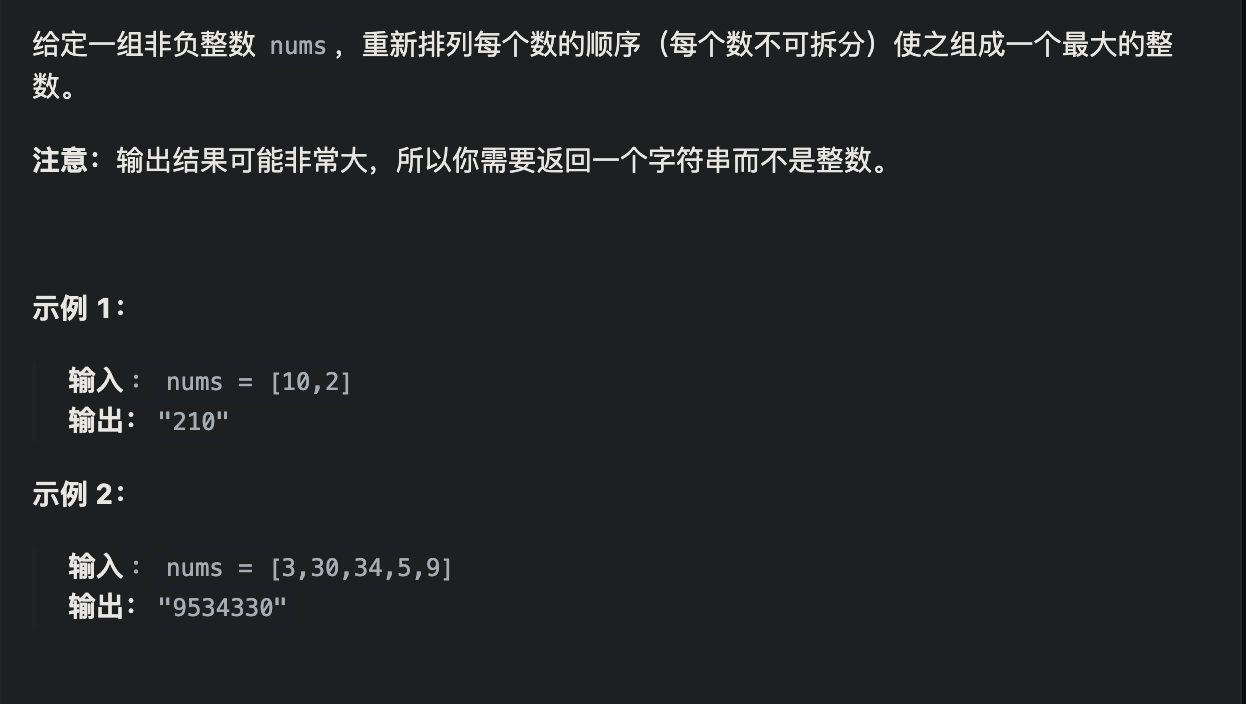 给定一组非负整数 nums，重新排列每个数的顺序（每个数不可拆分）使之组成一个最大的整
数。
注意：输出结果可能非常大，所以你需要返回一个字符串而不是整数。
示例 1：
输入： nums = [10,2]
输出： "210"
示例 2：
输入： nums = [3,30,34,5,9]
输出： "9534330"